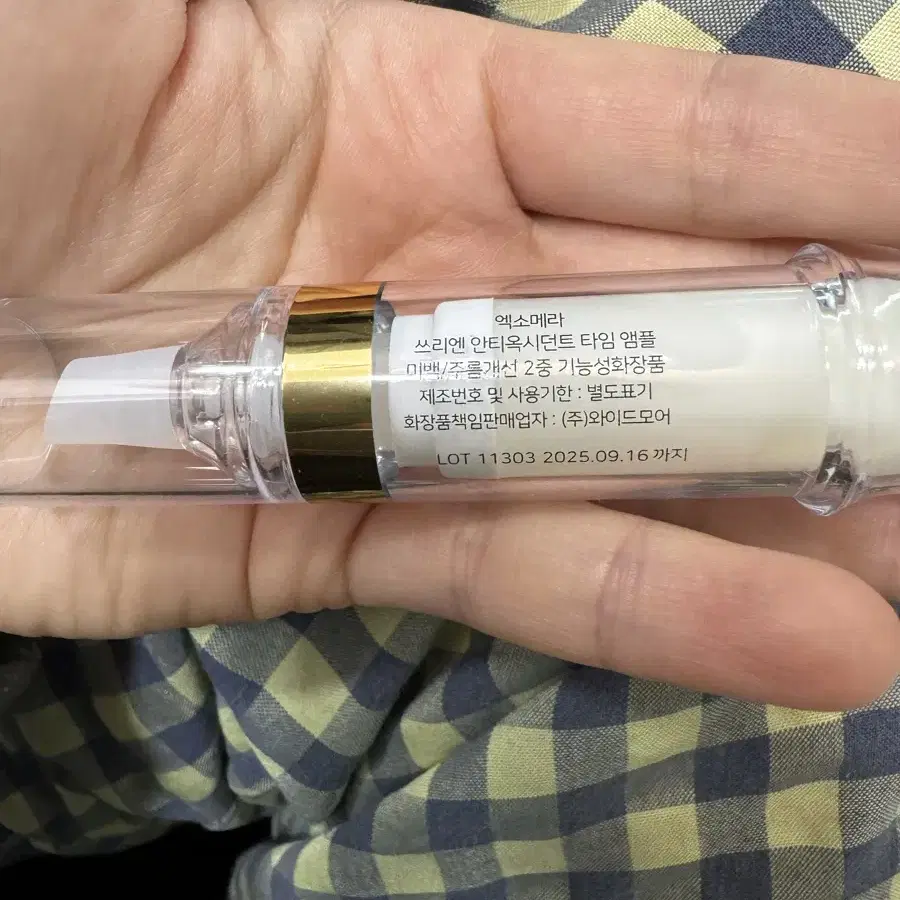 엑소메라
쓰리엔 안티옥시던트 타임 앰플
미백/주름개선 2중 기능성화장품
제조번호 및 사용기한 : 별도표기
화장품책임판매업자 : (주)와이드모어
LOT 11303 2025.09.16 까지